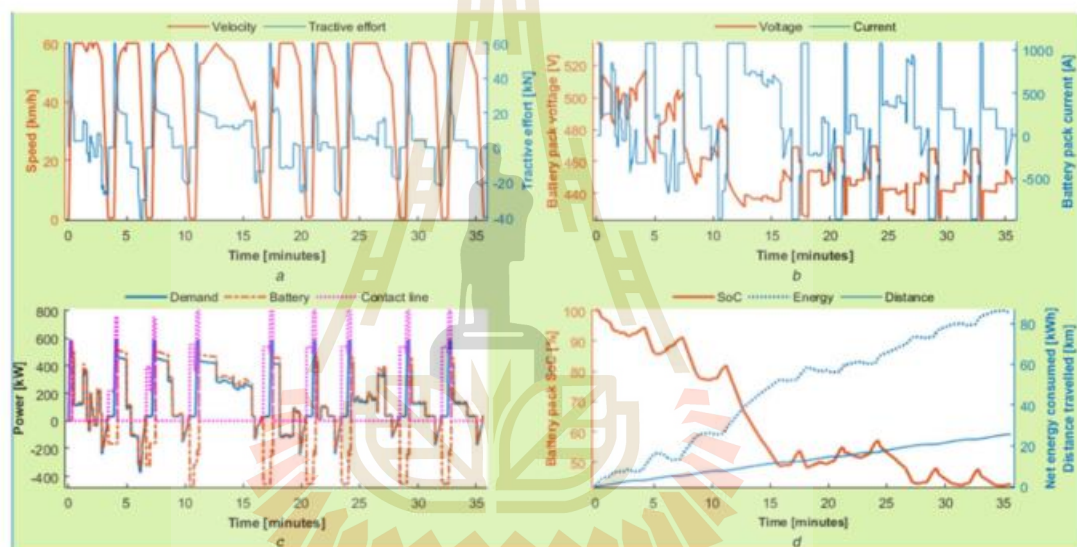 Velocity Tractive effort
60 60
40 40
20 20
0 0
-20
-40
Speed [km/h]
Tractive effort [kN]
0 5 10 15 20 25 30 35
Time [minutes]
a
Voltage Current
520 1000
500 500
480 0
460 -500
440
Battery pack voltage [V]
Battery pack current [A]
0 5 10 15 20 25 30 35
Time [minutes]
b
Demand Battery Contact line
800
600
400
200
0
-200
-400
Power [kW]
0 5 10 15 20 25 30 35
Time [minutes]
c
SoC Energy Distance
100 80
90 60
80 40
70 20
60 0
50
Battery pack SoC [%]
Net energy consumed [kWh]
Distance travelled [km]
0 5 10 15 20 25 30 35
Time [minutes]
d